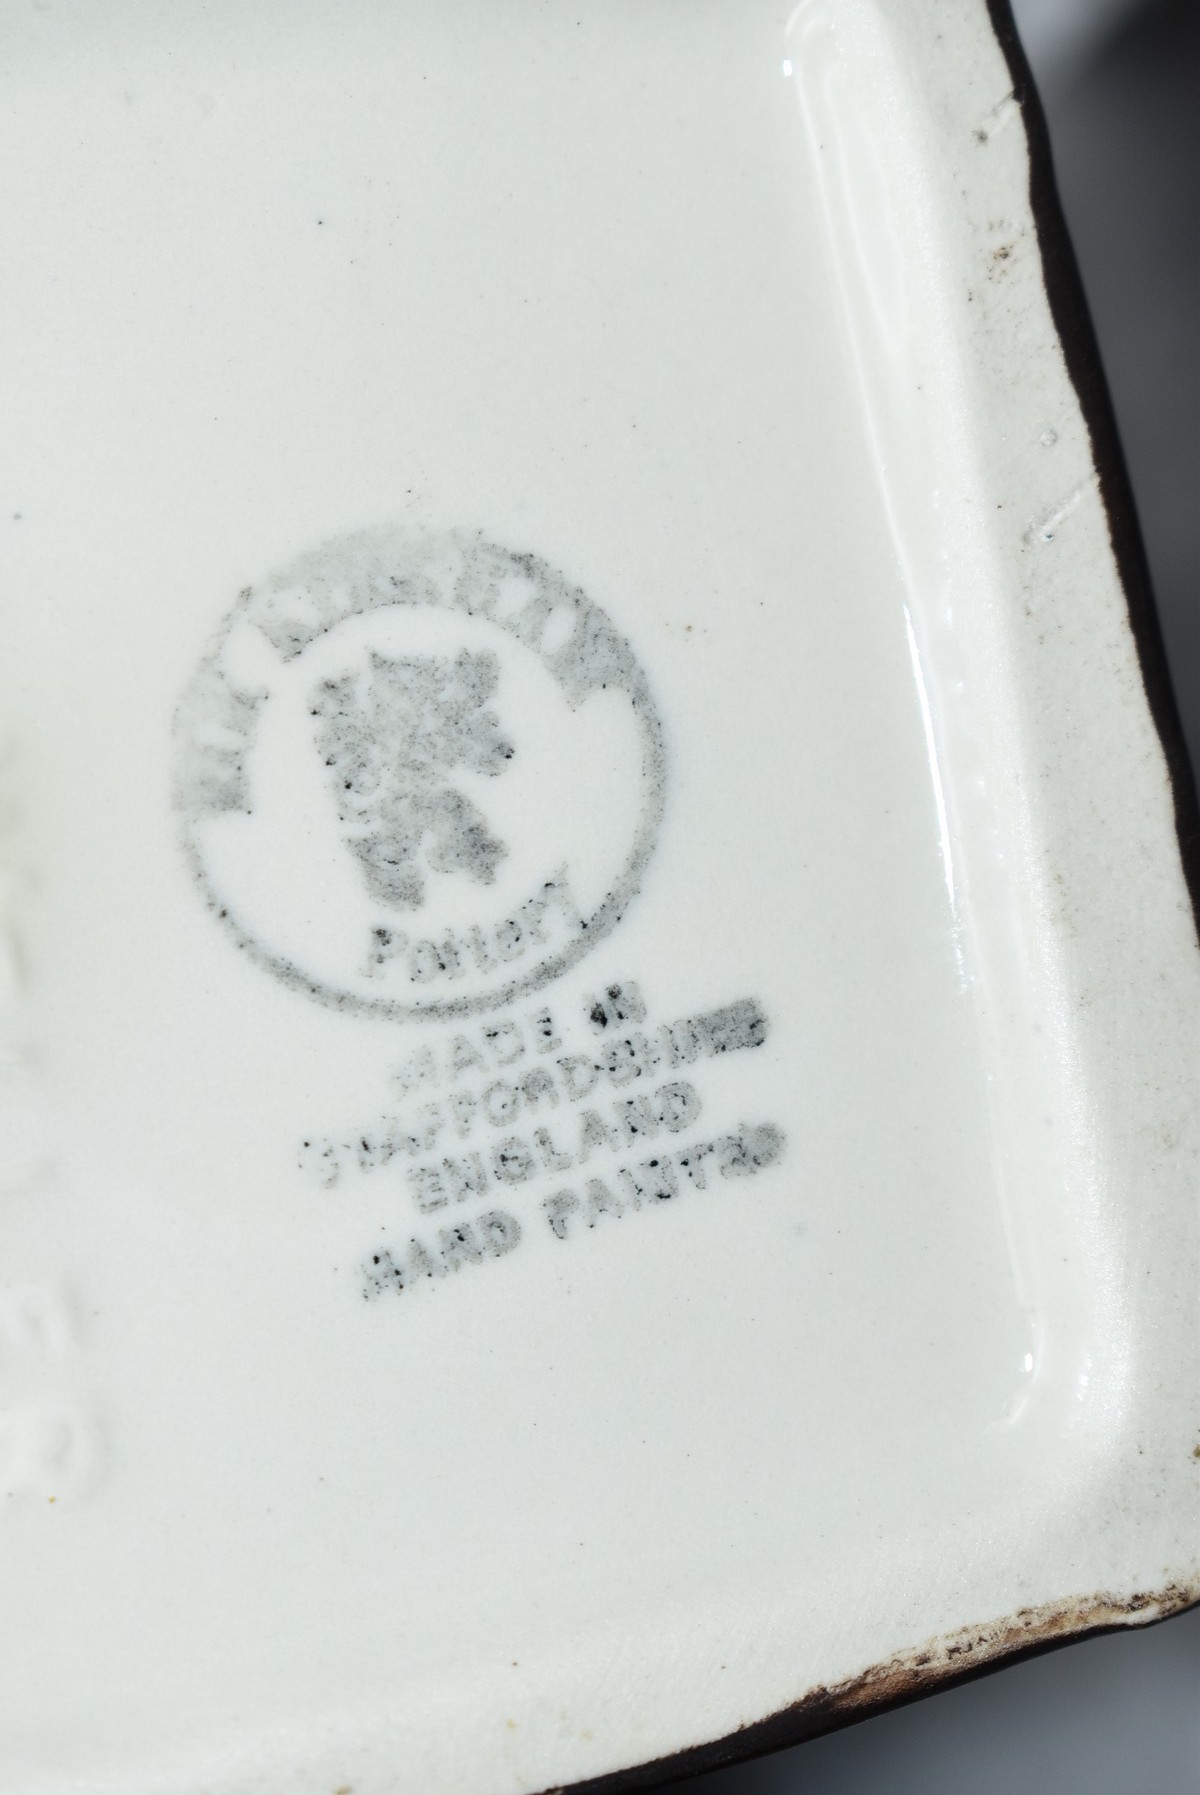 Pottery
MADE IN
STAFFORDSHIRE
ENGLAND
HAND PAINTED